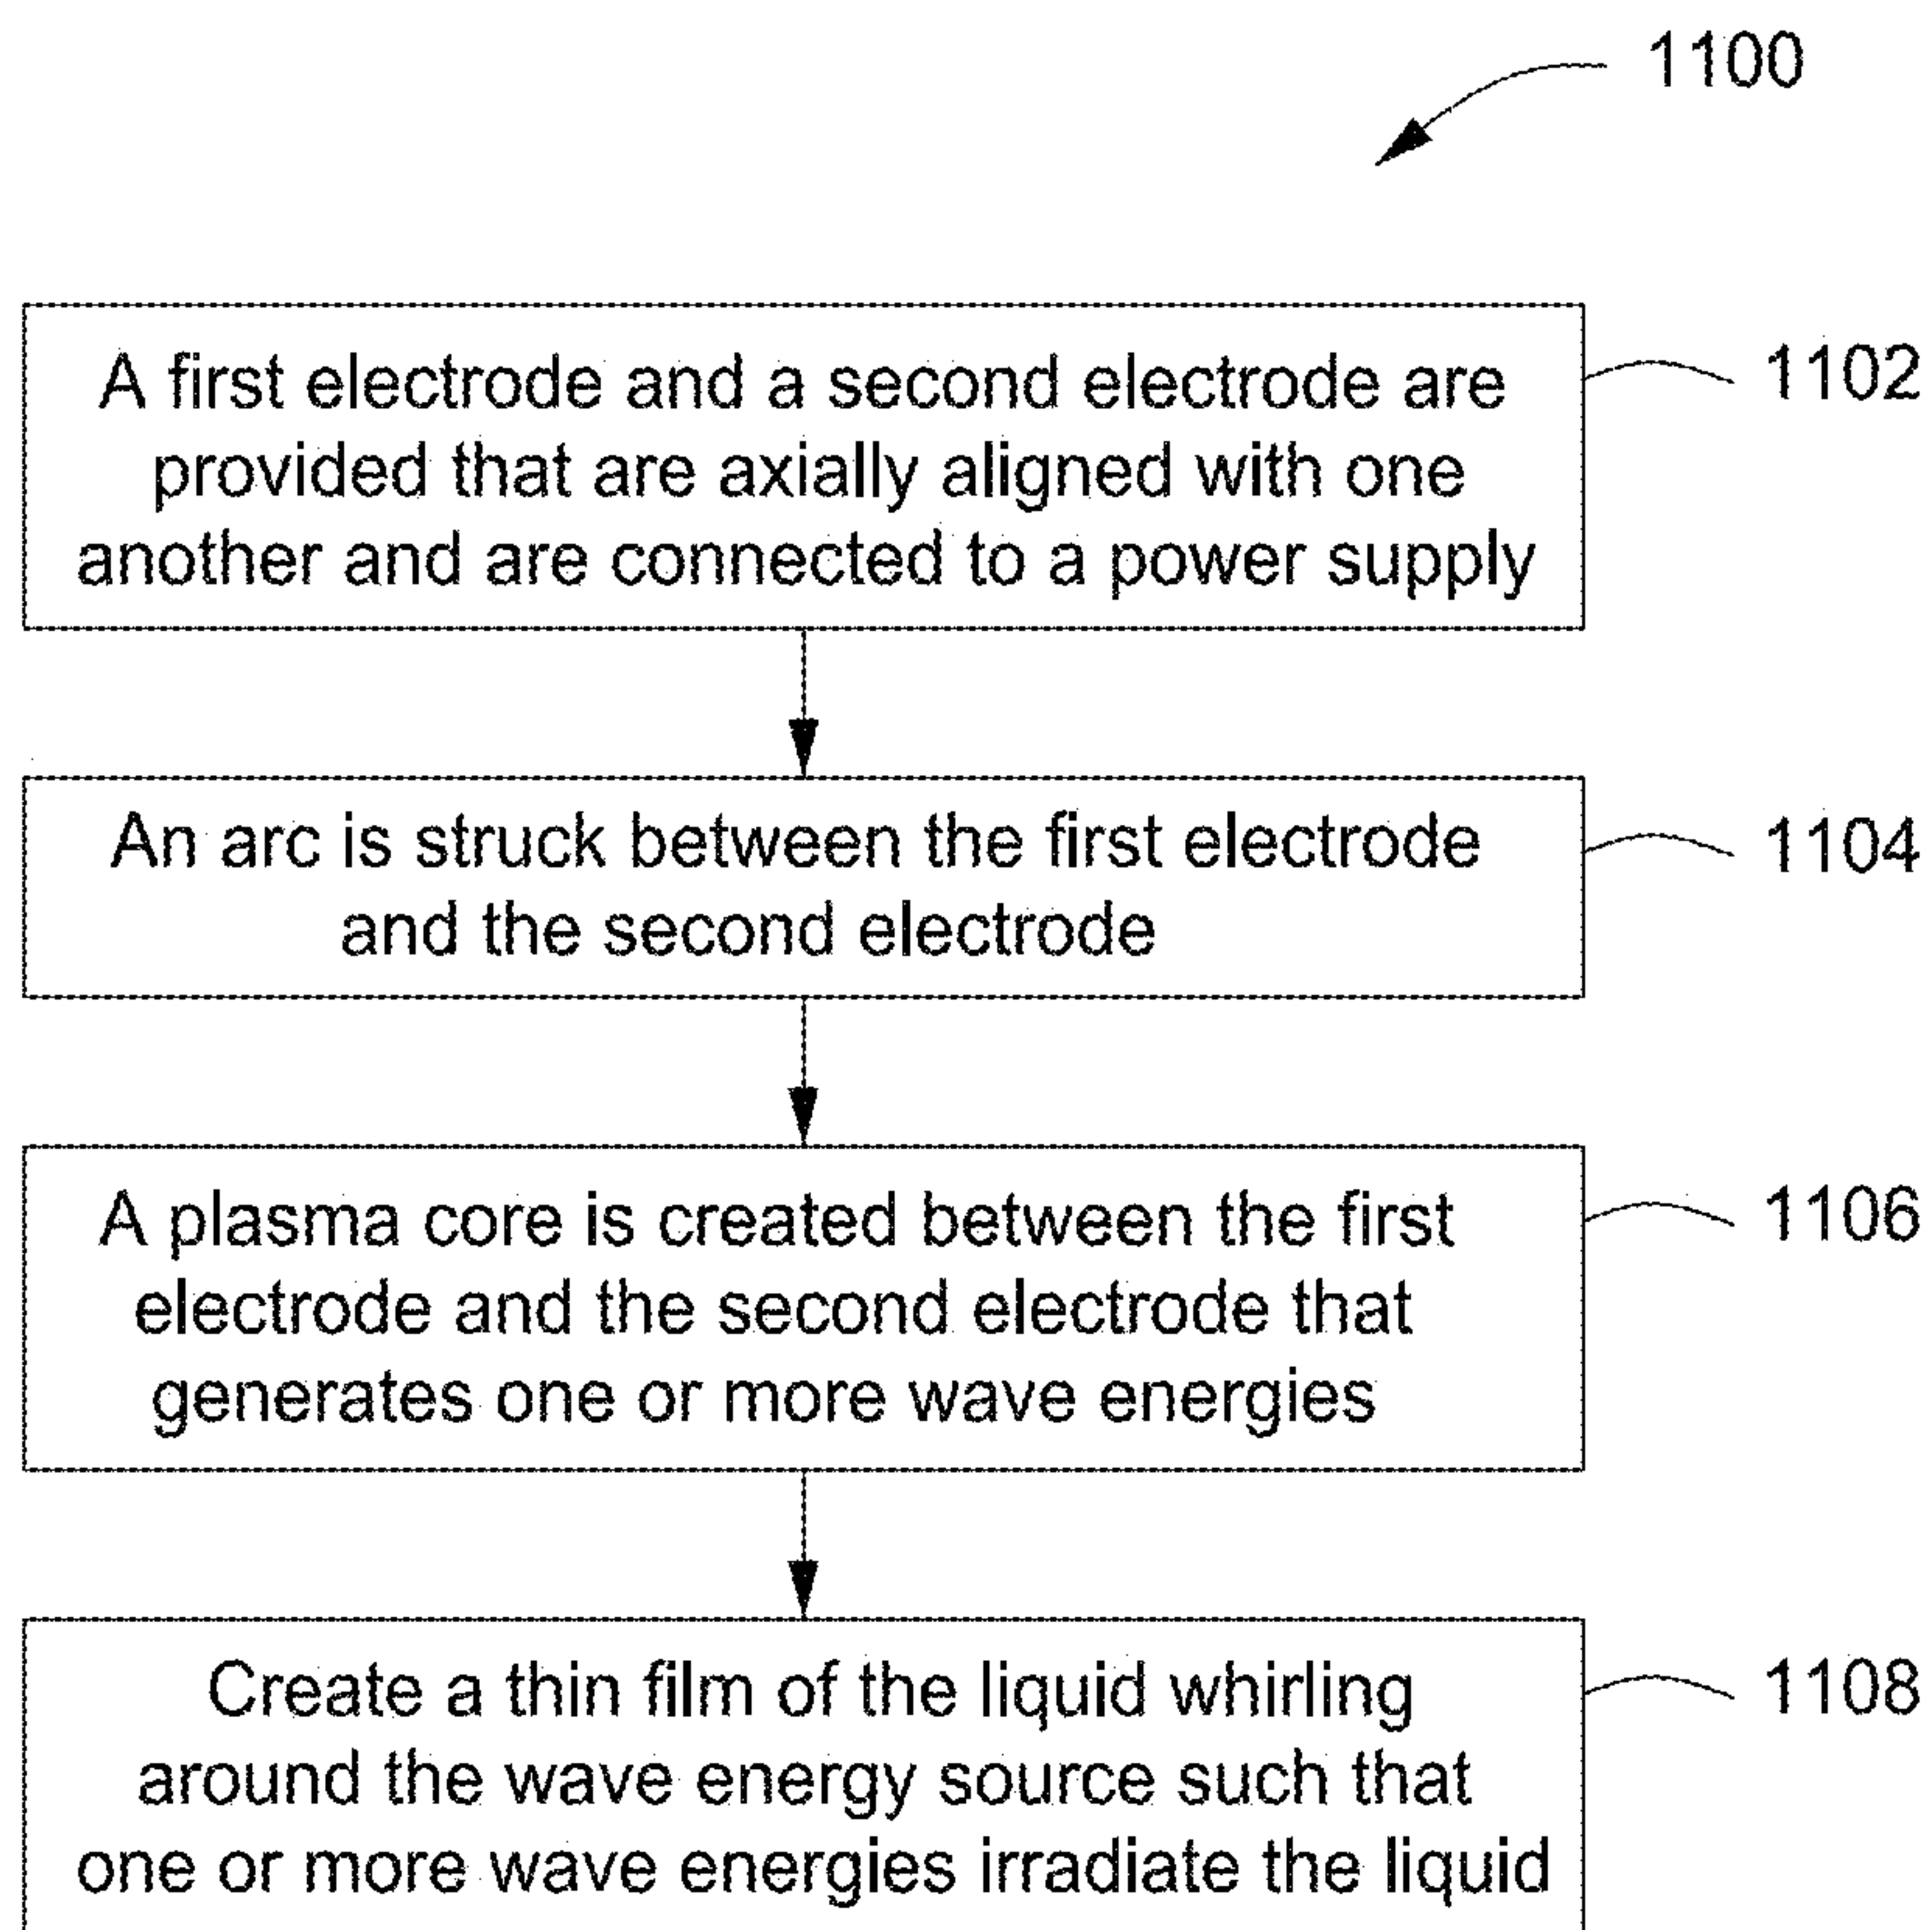 1100
A first electrode and a second electrode are
provided that are axially aligned with one
another and are connected to a power supply
1102
An arc is struck between the first electrode
and the second electrode
1104
A plasma core is created between the first
electrode and the second electrode that
generates one or more wave energies
1106
Create a thin film of the liquid whirling
around the wave energy source such that
one or more wave energies irradiate the liquid
1108